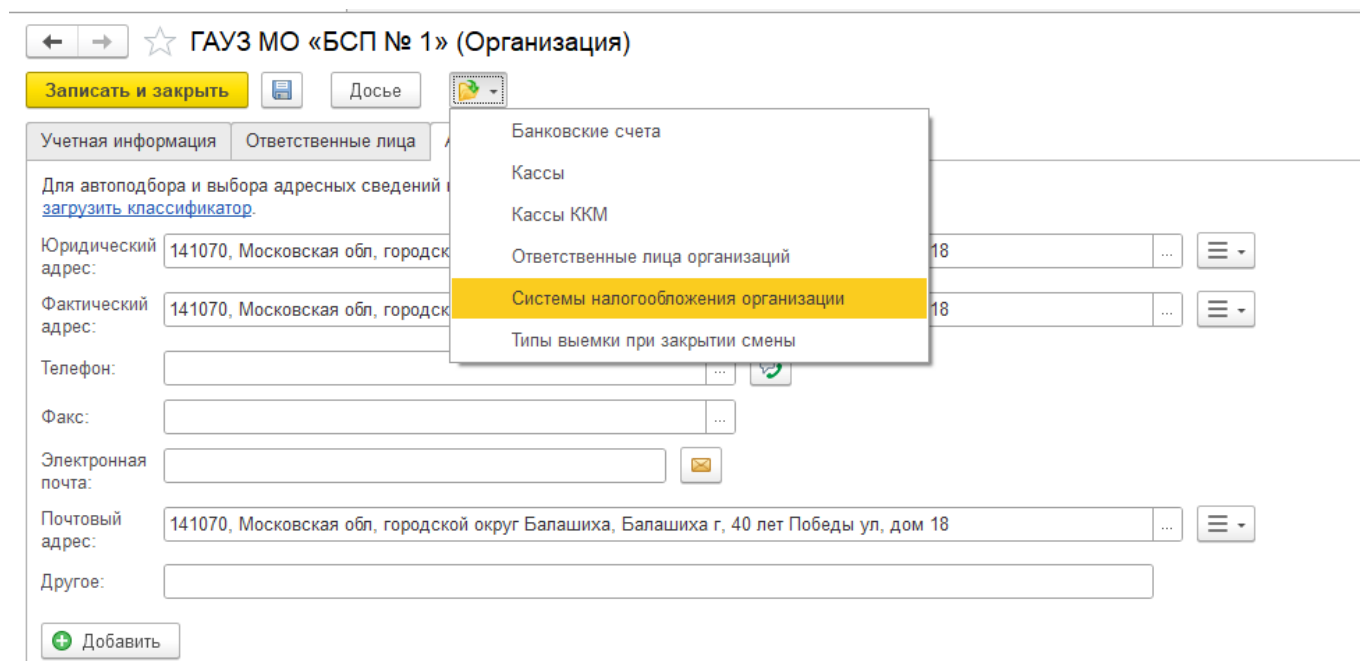 ГАУЗ МО «БСП № 1» (Организация)
Записать и закрыть
Досье
Учетная информация
Ответственные лица
Банковские счета
Кассы
Кассы ККМ
Ответственные лица организаций
Системы налогообложения организации
Типы выемки при закрытии смены
Для автоподбора и выбора адресных сведений
загрузить классификатор.
Юридический
адрес:
141070, Московская обл, городск
18
...
Фактический
адрес:
141070, Московская обл, городск
18
...
Телефон:
...
Факс:
...
Электронная
почта:
Почтовый
адрес:
141070, Московская обл, городской округ Балашиха, Балашиха г, 40 лет Победы ул, дом 18
...
Другое:
Добавить